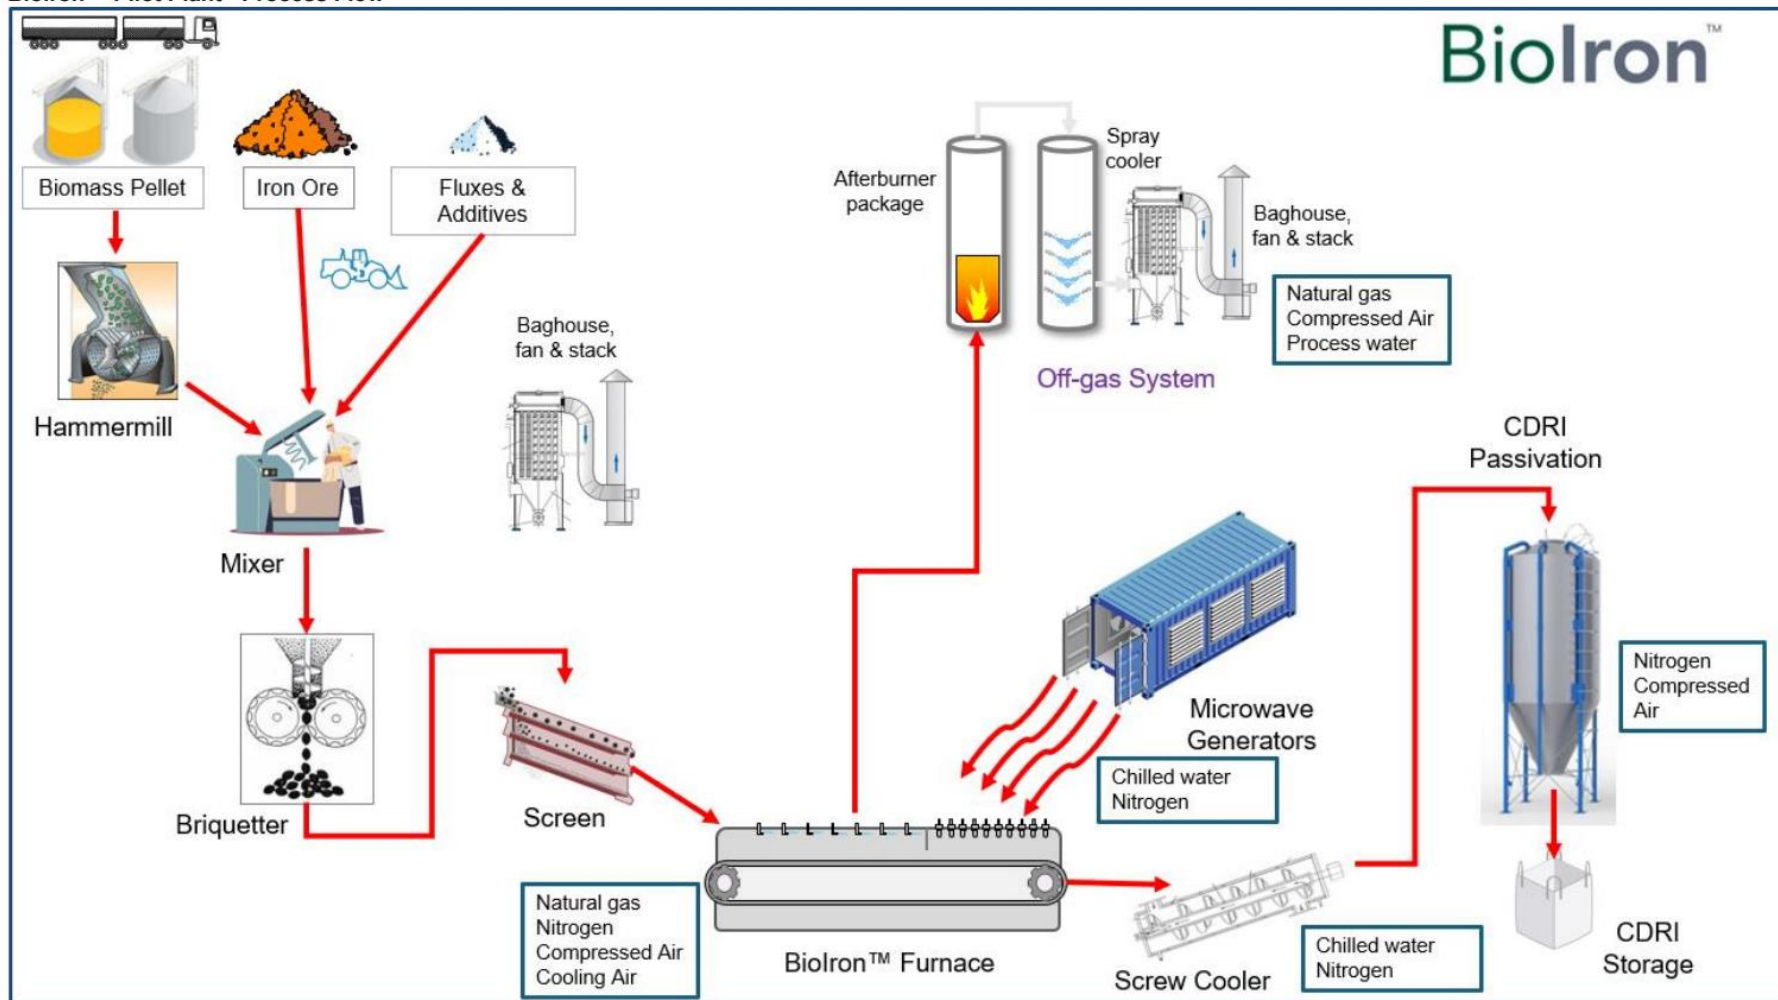 BioIron™
Biomass Pellet
Iron Ore
Fluxes &
Additives
Hammermill
Mixer
Baghouse,
fan & stack
Briquetter
Screen
Afterburner
package
Spray
cooler
Baghouse,
fan & stack
Natural gas
Compressed Air
Process water
Off-gas System
Microwave
Generators
Chilled water
Nitrogen
Natural gas
Nitrogen
Compressed Air
Cooling Air
BioIron™ Furnace
Screw Cooler
Chilled water
Nitrogen
CDRI
Passivation
Nitrogen
Compressed
Air
CDRI
Storage